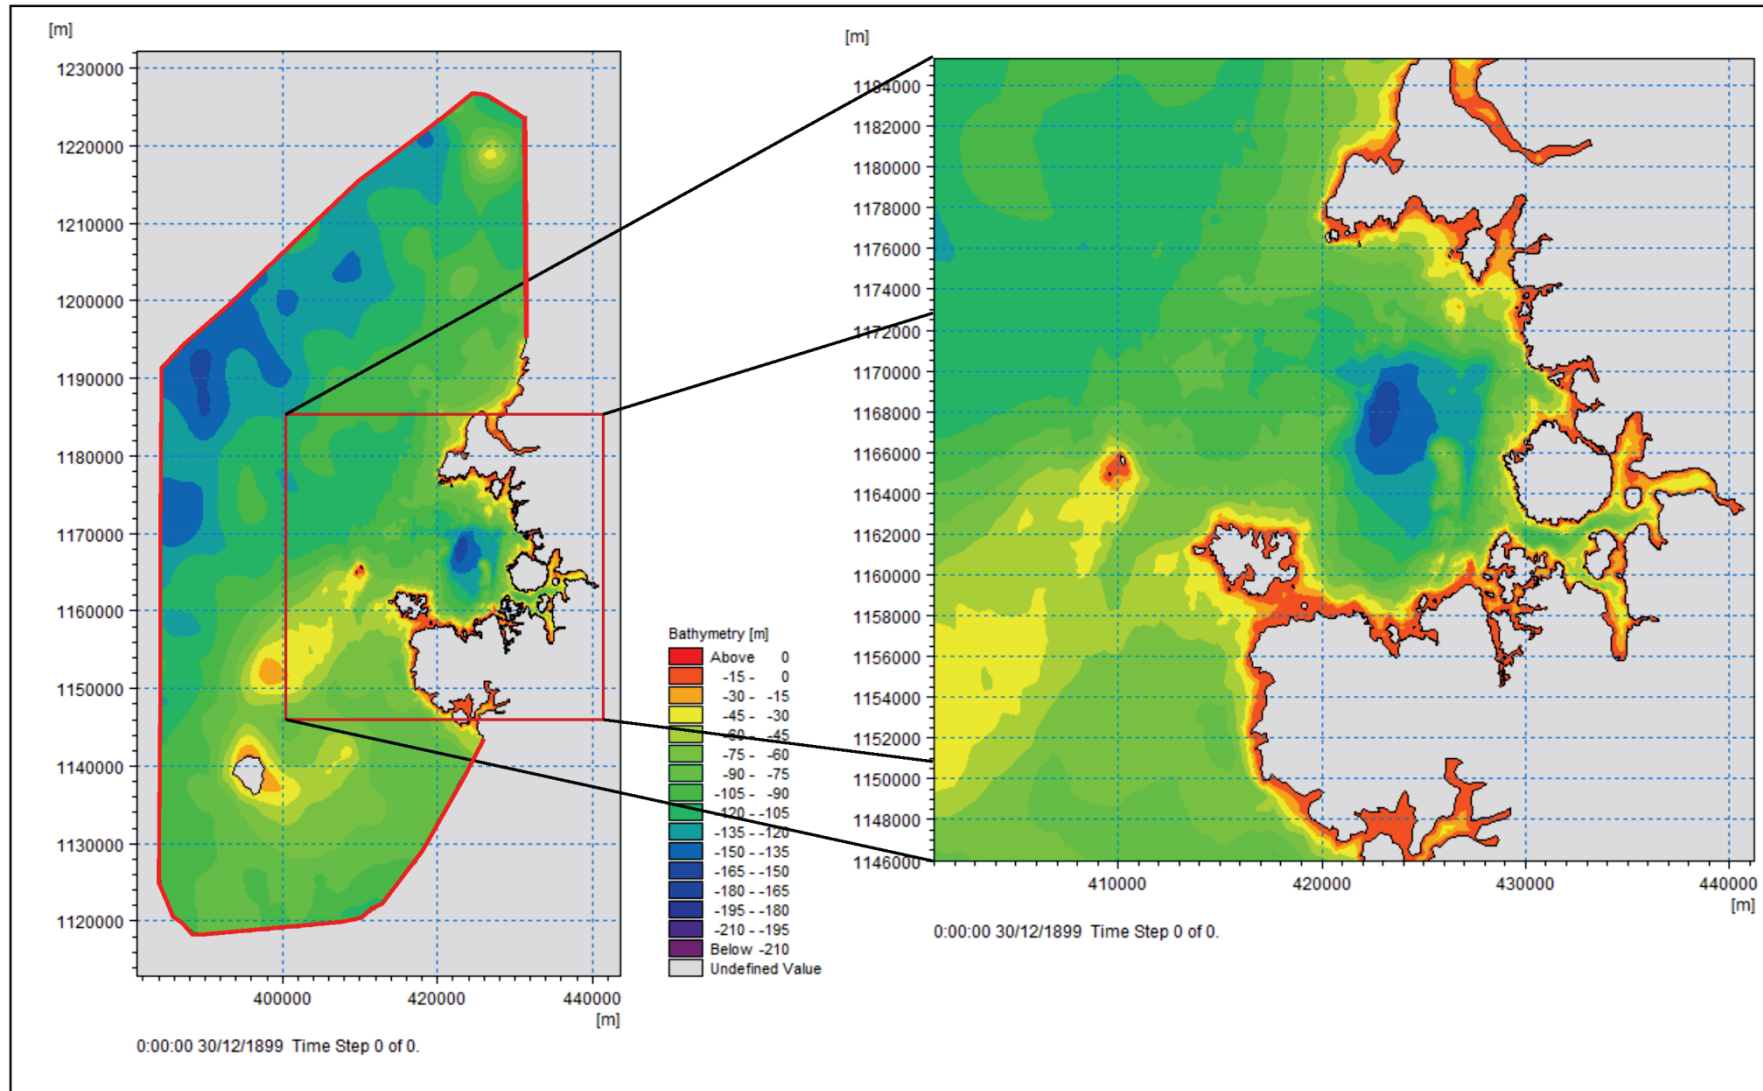 [m]
1230000
1220000
1210000
1200000
1190000
1180000
1170000
1160000
1150000
1140000
1130000
1120000
400000
420000
440000
[m]
0:00:00 30/12/1899 Time Step 0 of 0.
Bathymetry [m]
Above 0
-15 - 0
-30 - -15
-45 - -30
-60 - -45
-75 - -60
-90 - -75
-105 - -90
-120 - -105
-135 - -120
-150 - -135
-165 - -150
-180 - -165
-195 - -180
-210 - -195
Below -210
Undefined Value
[m]
1184000
1182000
1180000
1178000
1176000
1174000
1172000
1170000
1168000
1166000
1164000
1162000
1160000
1158000
1156000
1154000
1152000
1150000
1148000
1146000
410000
420000
430000
440000
[m]
0:00:00 30/12/1899 Time Step 0 of 0.